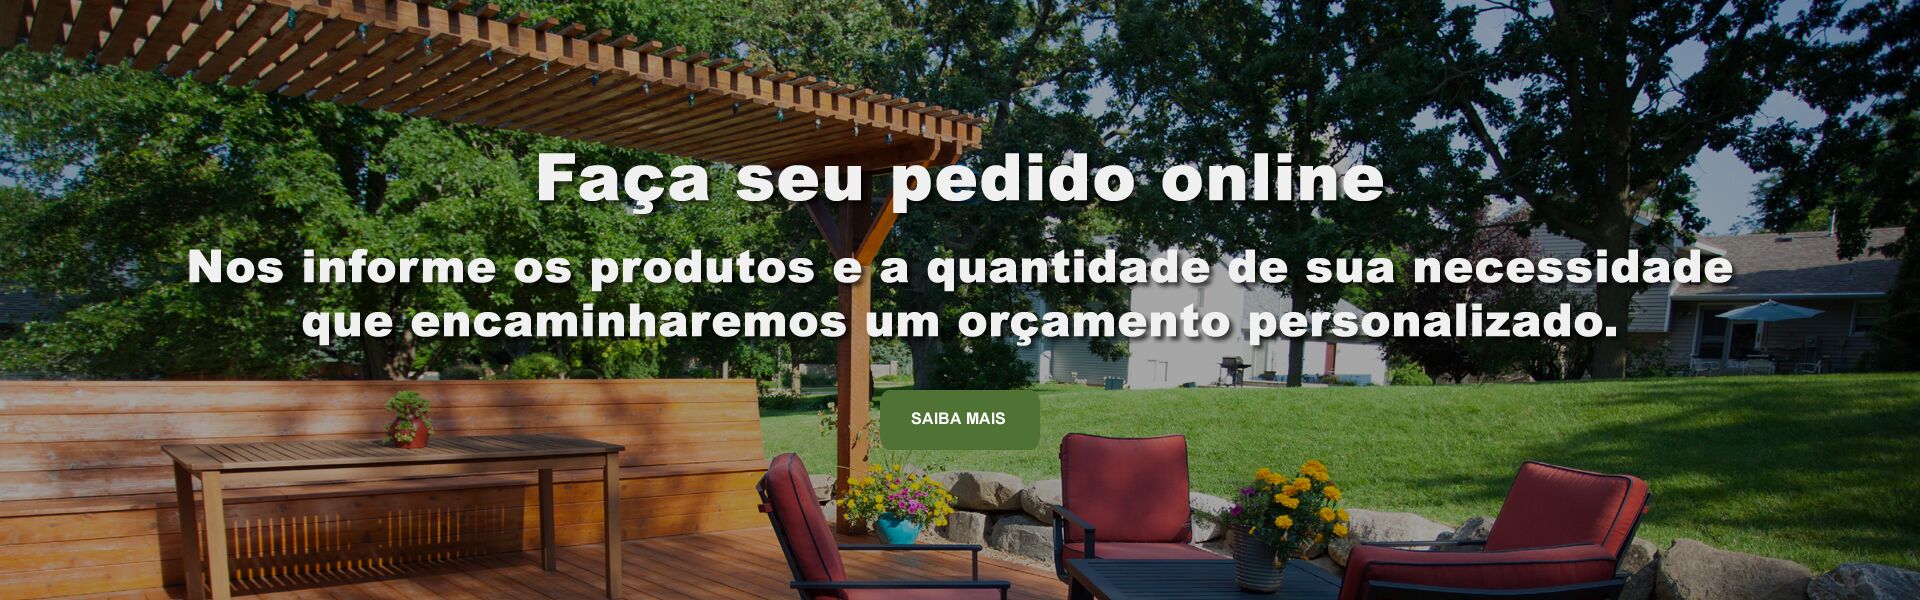 Faça seu pedido online
Nos informe os produtos e a quantidade de sua necessidade
que encaminharemos um orçamento personalizado.
SAIBA MAIS